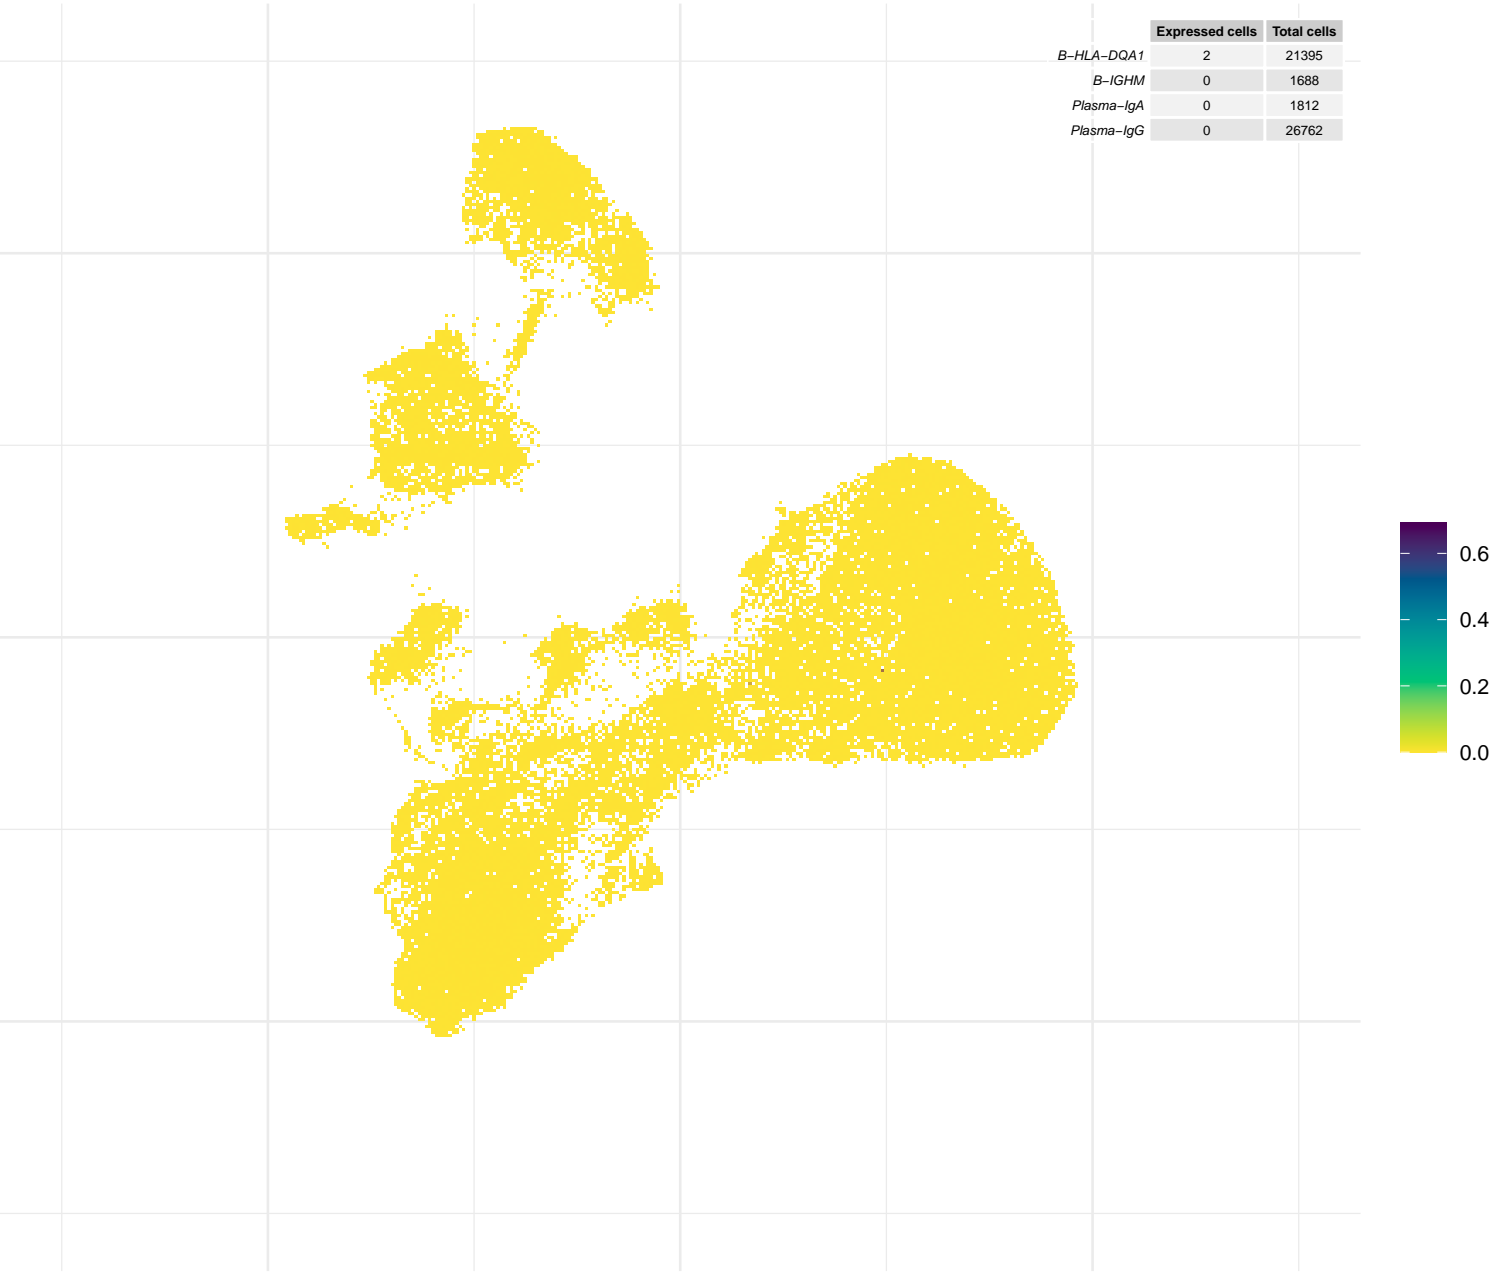 Expressed cells Total cells
B−HLA−DQA1 2 21395
B−IGHM 0 1688
Plasma−IgA 0 1812
Plasma−IgG 0 26762
0.6
0.4
0.2
0.0